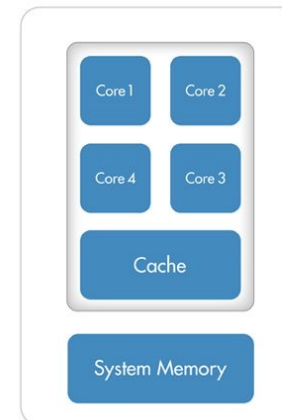 Core 1
Core 2
Core 4
Core 3
Cache
System Memory